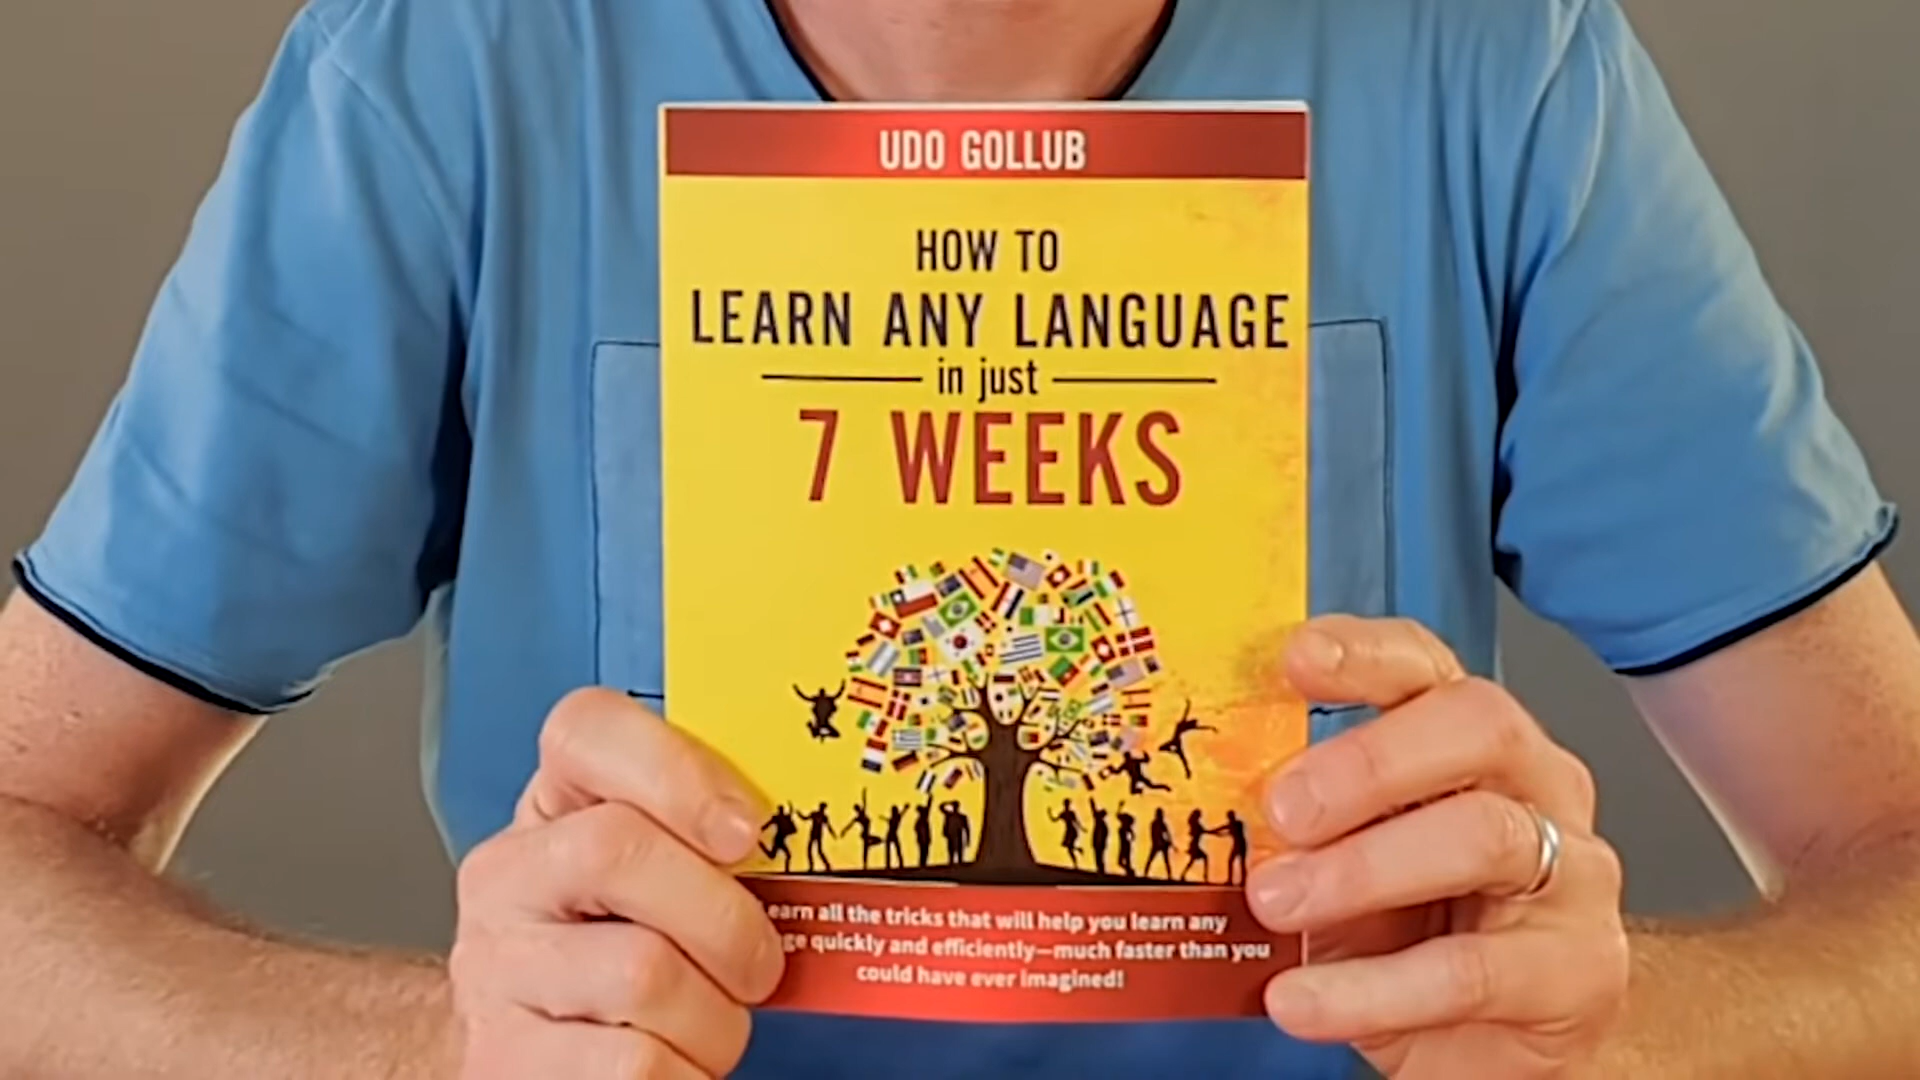 UDO GOLLUB
HOW TO
LEARN ANY LANGUAGE
in just
7 WEEKS
earn all the tricks that will help you learn any
ge quickly and efficiently—much faster than you
could have ever imagined!